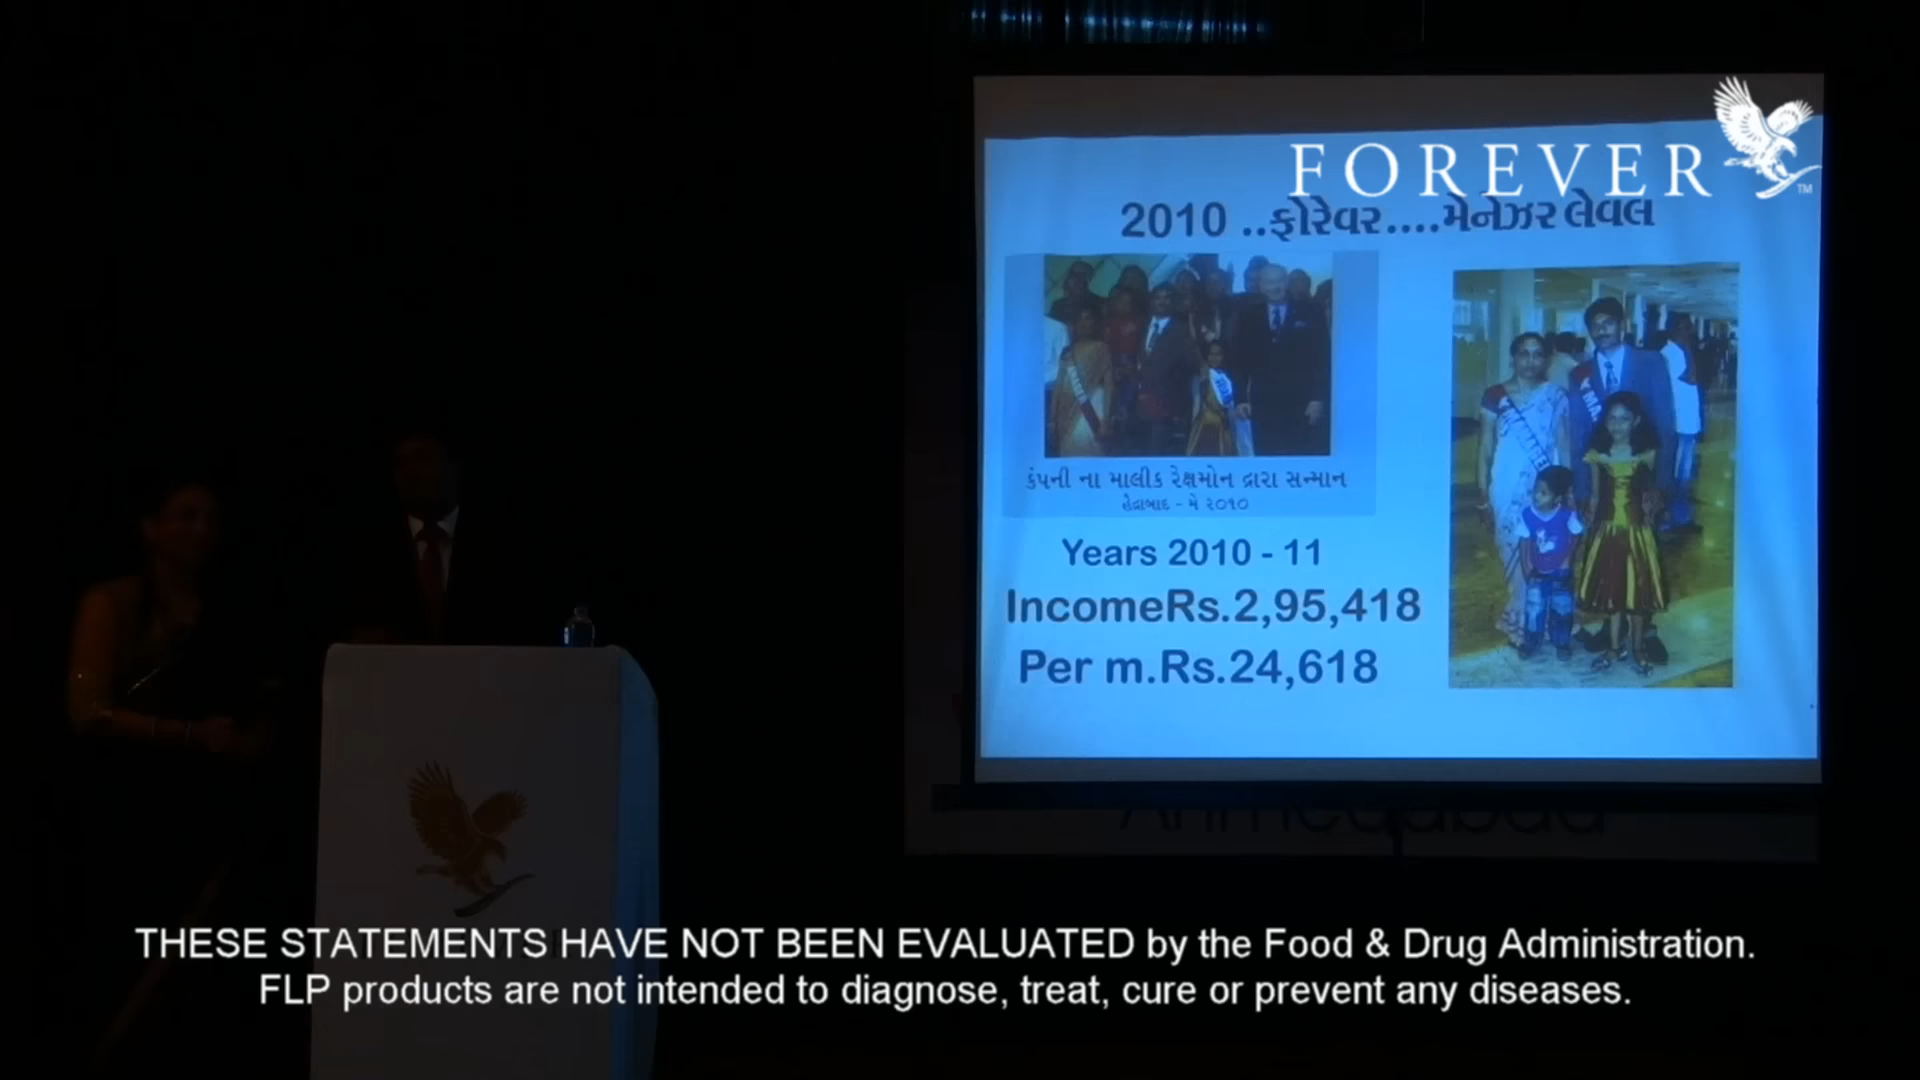 FOREVER
TM
2010 ..ફોરેવર....મેનેઝર લેવલ
કંપની ના માલીક રેક્ષમોન દ્વારા સન્માન
હૈદ્રાબાદ - મે ૨૦૧૦
Years 2010 - 11
IncomeRs.2,95,418
Per m.Rs.24,618
Ahmedabad
THESE STATEMENTS HAVE NOT BEEN EVALUATED by the Food & Drug Administration.
FLP products are not intended to diagnose, treat, cure or prevent any diseases.